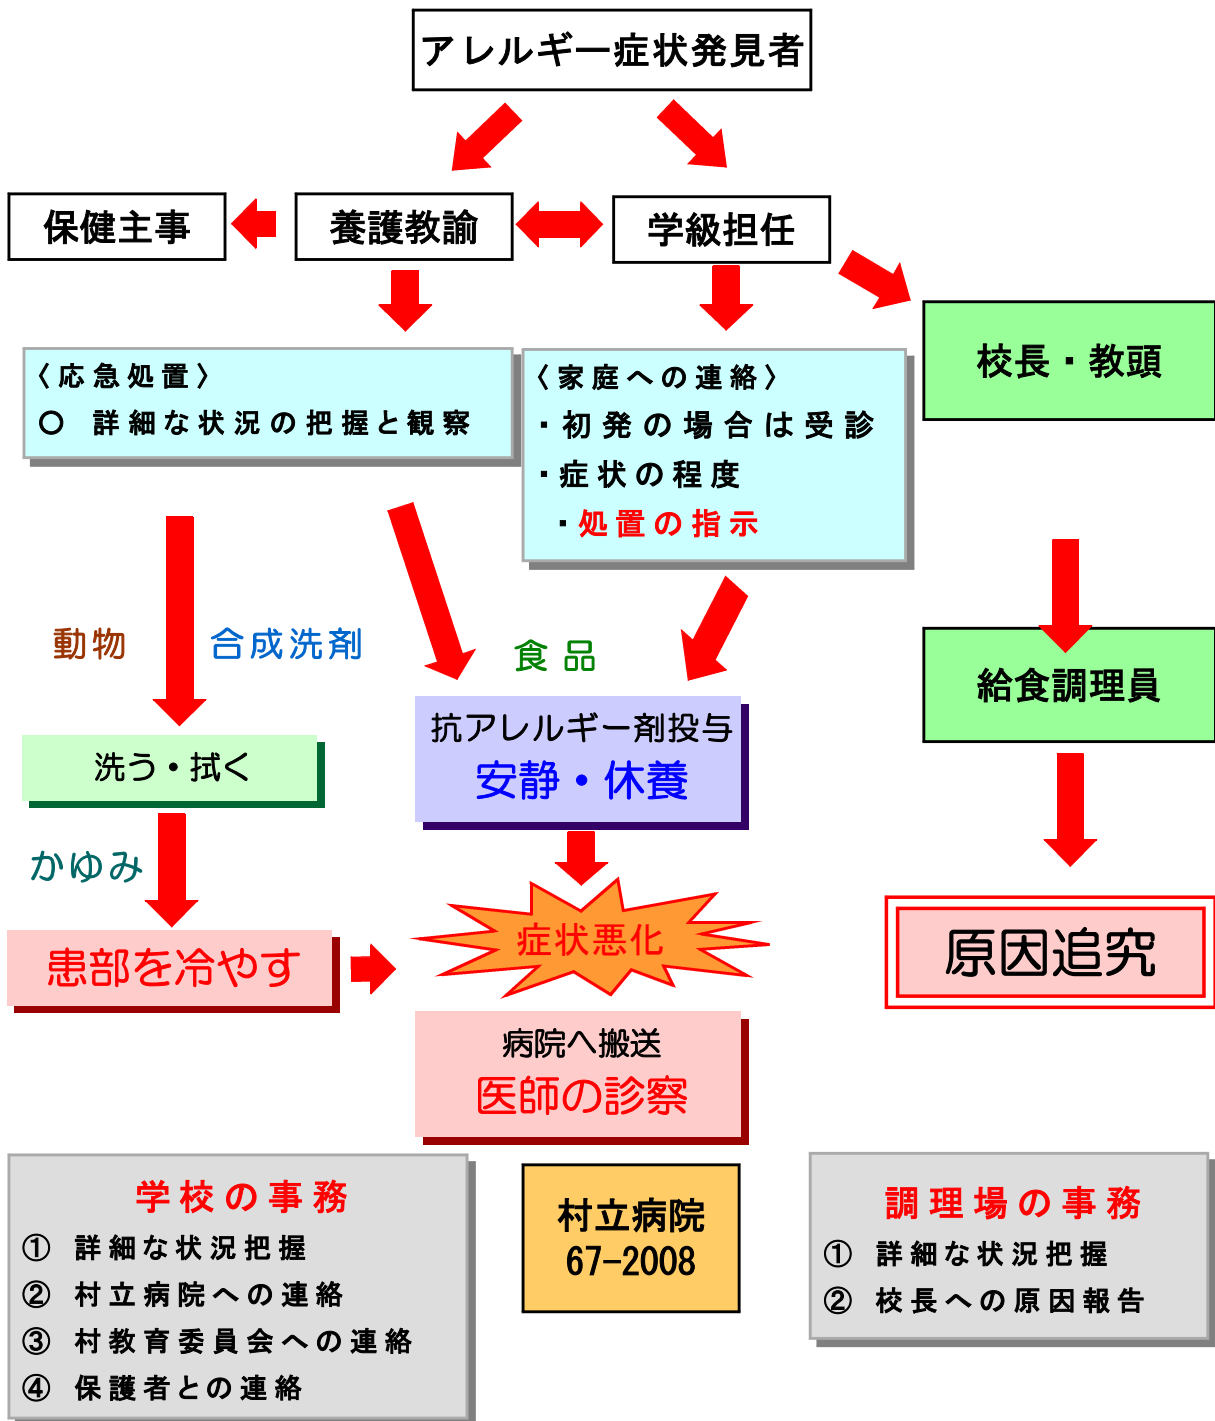 アレルギー症状発見者
保健主事
養護教諭
学級担任
校長・教頭
〈応急処置〉
○ 詳細な状況の把握と観察
〈家庭への連絡〉
・初発の場合は受診
・症状の程度
・処置の指示
動物
合成洗剤
食品
給食調理員
洗う・拭く
抗アレルギー剤投与
安静・休養
かゆみ
患部を冷やす
症状悪化
原因追究
病院へ搬送
医師の診察
学校の事務
① 詳細な状況把握
② 村立病院への連絡
③ 村教育委員会への連絡
④ 保護者との連絡
村立病院
67-2008
調理場の事務
① 詳細な状況把握
② 校長への原因報告